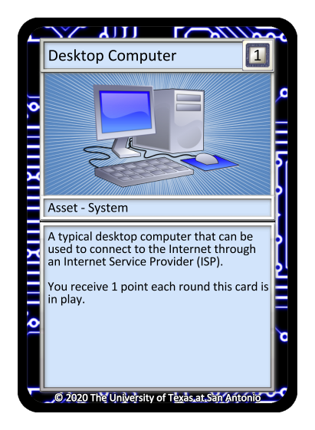 Desktop Computer
1
Asset - System
A typical desktop computer that can be
used to connect to the Internet through
an Internet Service Provider (ISP).
You receive 1 point each round this card is
in play.
© 2020 The University of Texas at San Antonio